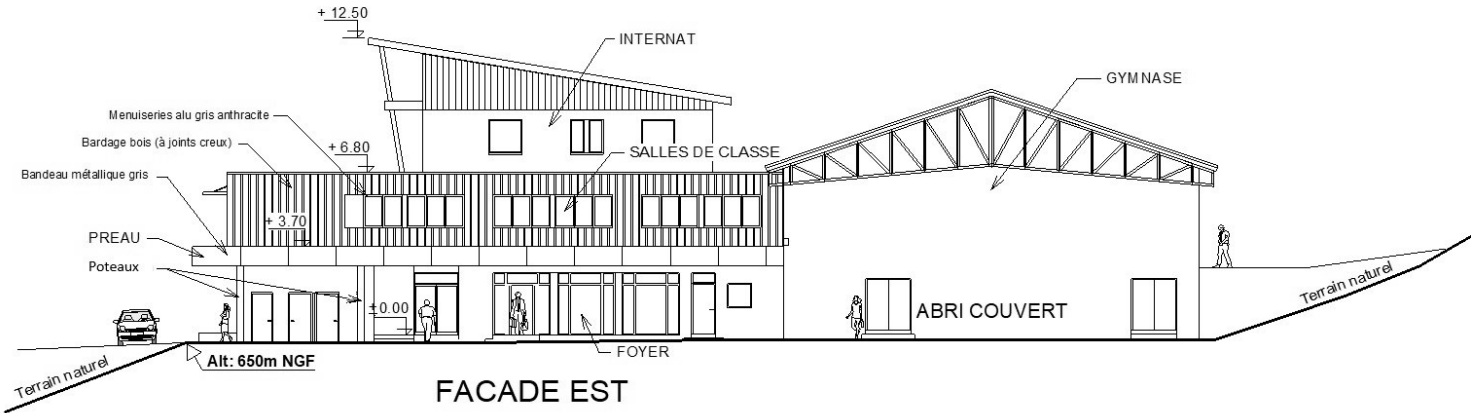 + 12.50
INTERNAT
GYMNASE
Menuiseries alu gris anthracite
Bardage bois (à joints creux)
+ 6.80
SALLES DE CLASSE
Bandeau métallique gris
+ 3.70
PREAU
Poteaux
Terrain naturel
±0.00
ABRI COUVERT
FOYER
Alt: 650m NGF
Terrain naturel
FACADE EST